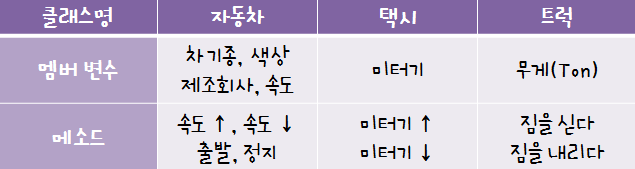 클래스명 자동차 택시 트럭
멤버 변수 차기종, 색상 제조회사, 속도 미터기 무게(Ton)
메소드 속도 ↑, 속도 ↓ 출발, 정지 미터기 ↑ 미터기 ↓ 짐을 싣다 짐을 내리다